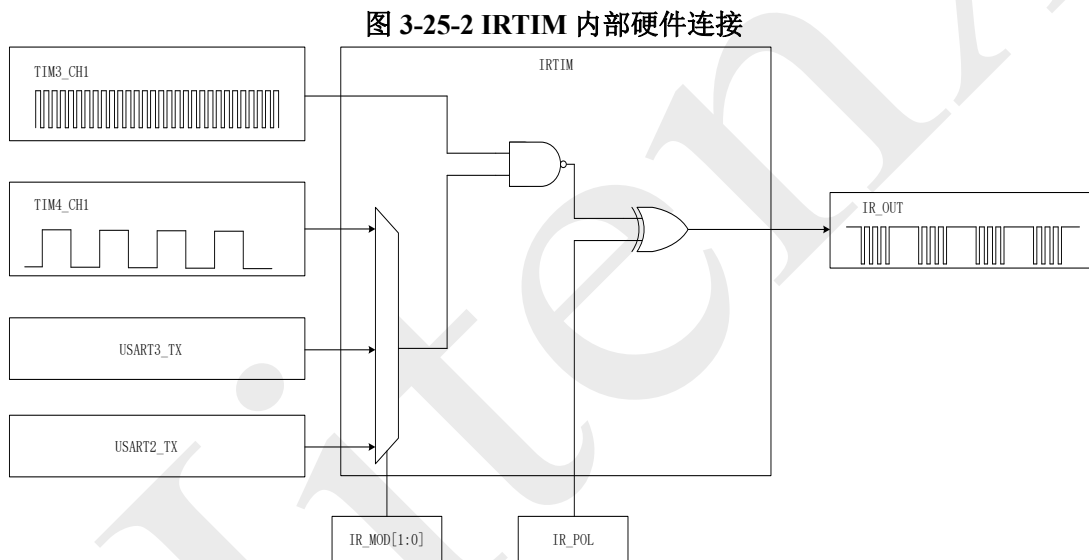 图 3-25-2 IRTIM 内部硬件连接
TIM3_CH1
IRTIM
TIM4_CH1
IR_OUT
USART3_TX
USART2_TX
IR_MOD[1:0]
IR_POL